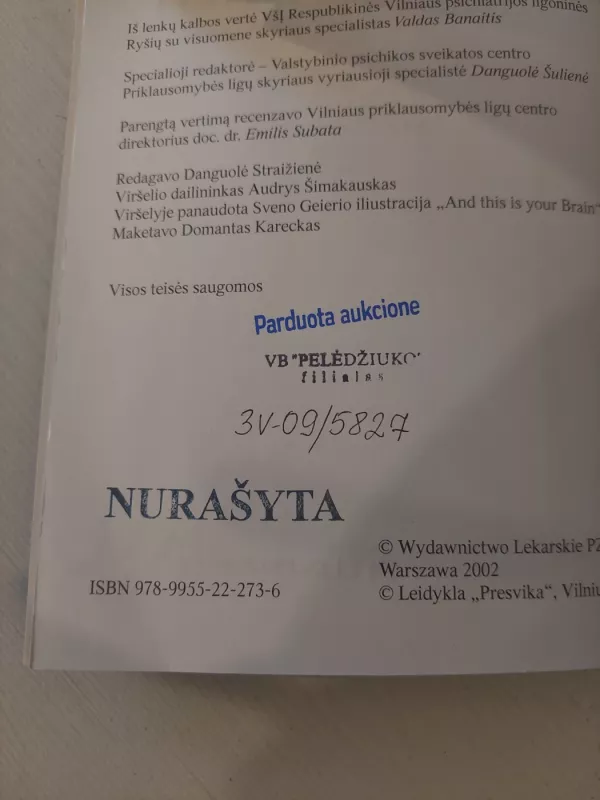 Iš lenkų kalbos vertė VšĮ Respublikinės Vilniaus psichiatrijos ligoninės
Ryšių su visuomene skyriaus specialistas Valdas Banaitis
Specialioji redaktorė – Valstybinio psichikos sveikatos centro
Priklausomybės ligų skyriaus vyriausioji specialistė Danguolė Šulienė
Parengtą vertimą recenzavo Vilniaus priklausomybės ligų centro
direktorius doc. dr. Emilis Subata
Redagavo Danguolė Straižienė
Viršelio dailininkas Audrys Šimakauskas
Viršelyje panaudota Sveno Geierio iliustracija „And this is your Brain“
Maketavo Domantas Kareckas
Visos teisės saugomos
Parduota aukcione
VB "PELĖDŽIUKO"
filialas
3V-09/5827
NURAŠYTA
© Wydawnictwo Lekarskie PZ
Warszawa 2002
ISBN 978-9955-22-273-6
© Leidykla „Presvika“, Vilniu